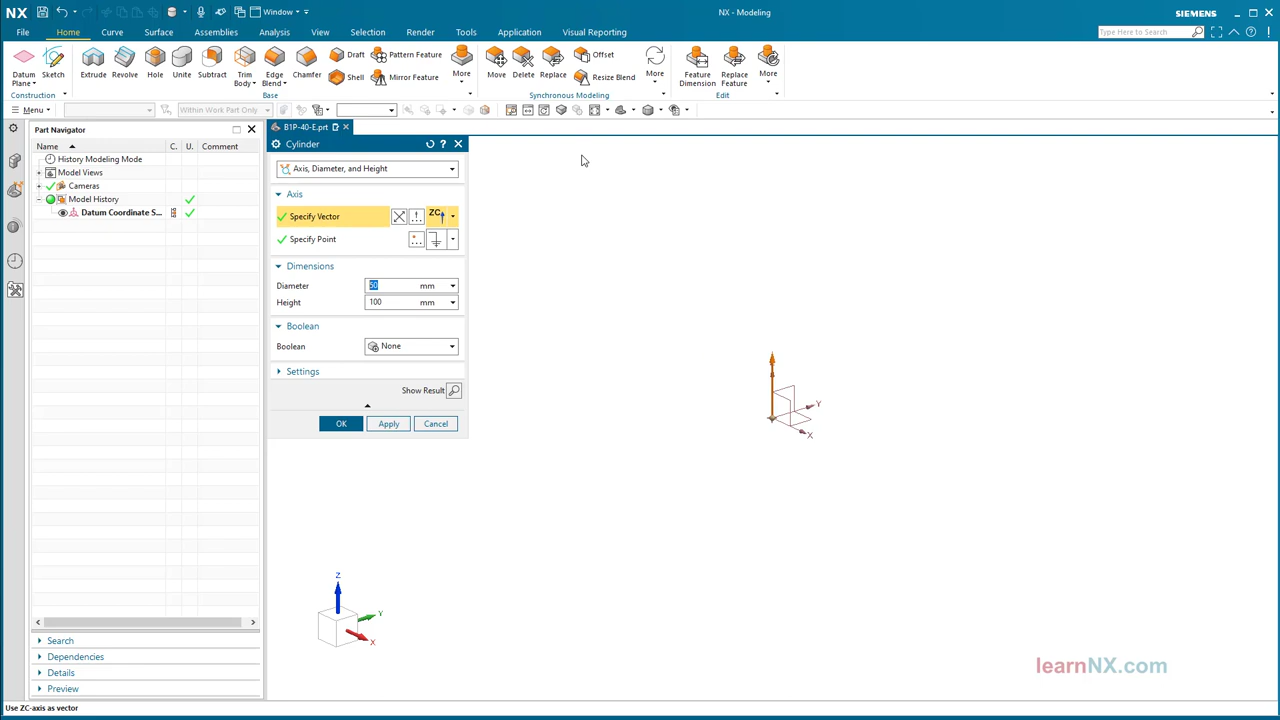 NX
Window
NX - Modeling
SIEMENS
File
Home
Curve
Surface
Assemblies
Analysis
View
Selection
Render
Tools
Application
Visual Reporting
Type Here to Search
Datum
Plane
Sketch
Extrude
Revolve
Hole
Unite
Subtract
Trim
Body
Edge
Blend
Chamfer
Draft
Shell
Pattern Feature
Mirror Feature
More
Move
Delete
Replace
Offset
Resize Blend
More
Feature
Dimension
Replace
Feature
More
Construction
Base
Synchronous Modeling
Edit
Menu
Within Work Part Only
Part Navigator
B1P-40-E.prt
Name
C.
U.
Comment
History Modeling Mode
Model Views
Cameras
Model History
Datum Coordinate S...
Cylinder
Axis, Diameter, and Height
Axis
Specify Vector
ZC
Specify Point
Dimensions
Diameter
50
mm
Height
100
mm
Boolean
Boolean
None
Settings
Show Result
OK
Apply
Cancel
Y
X
Z
Y
X
Search
Dependencies
Details
Preview
learnNX.com
Use ZC-axis as vector